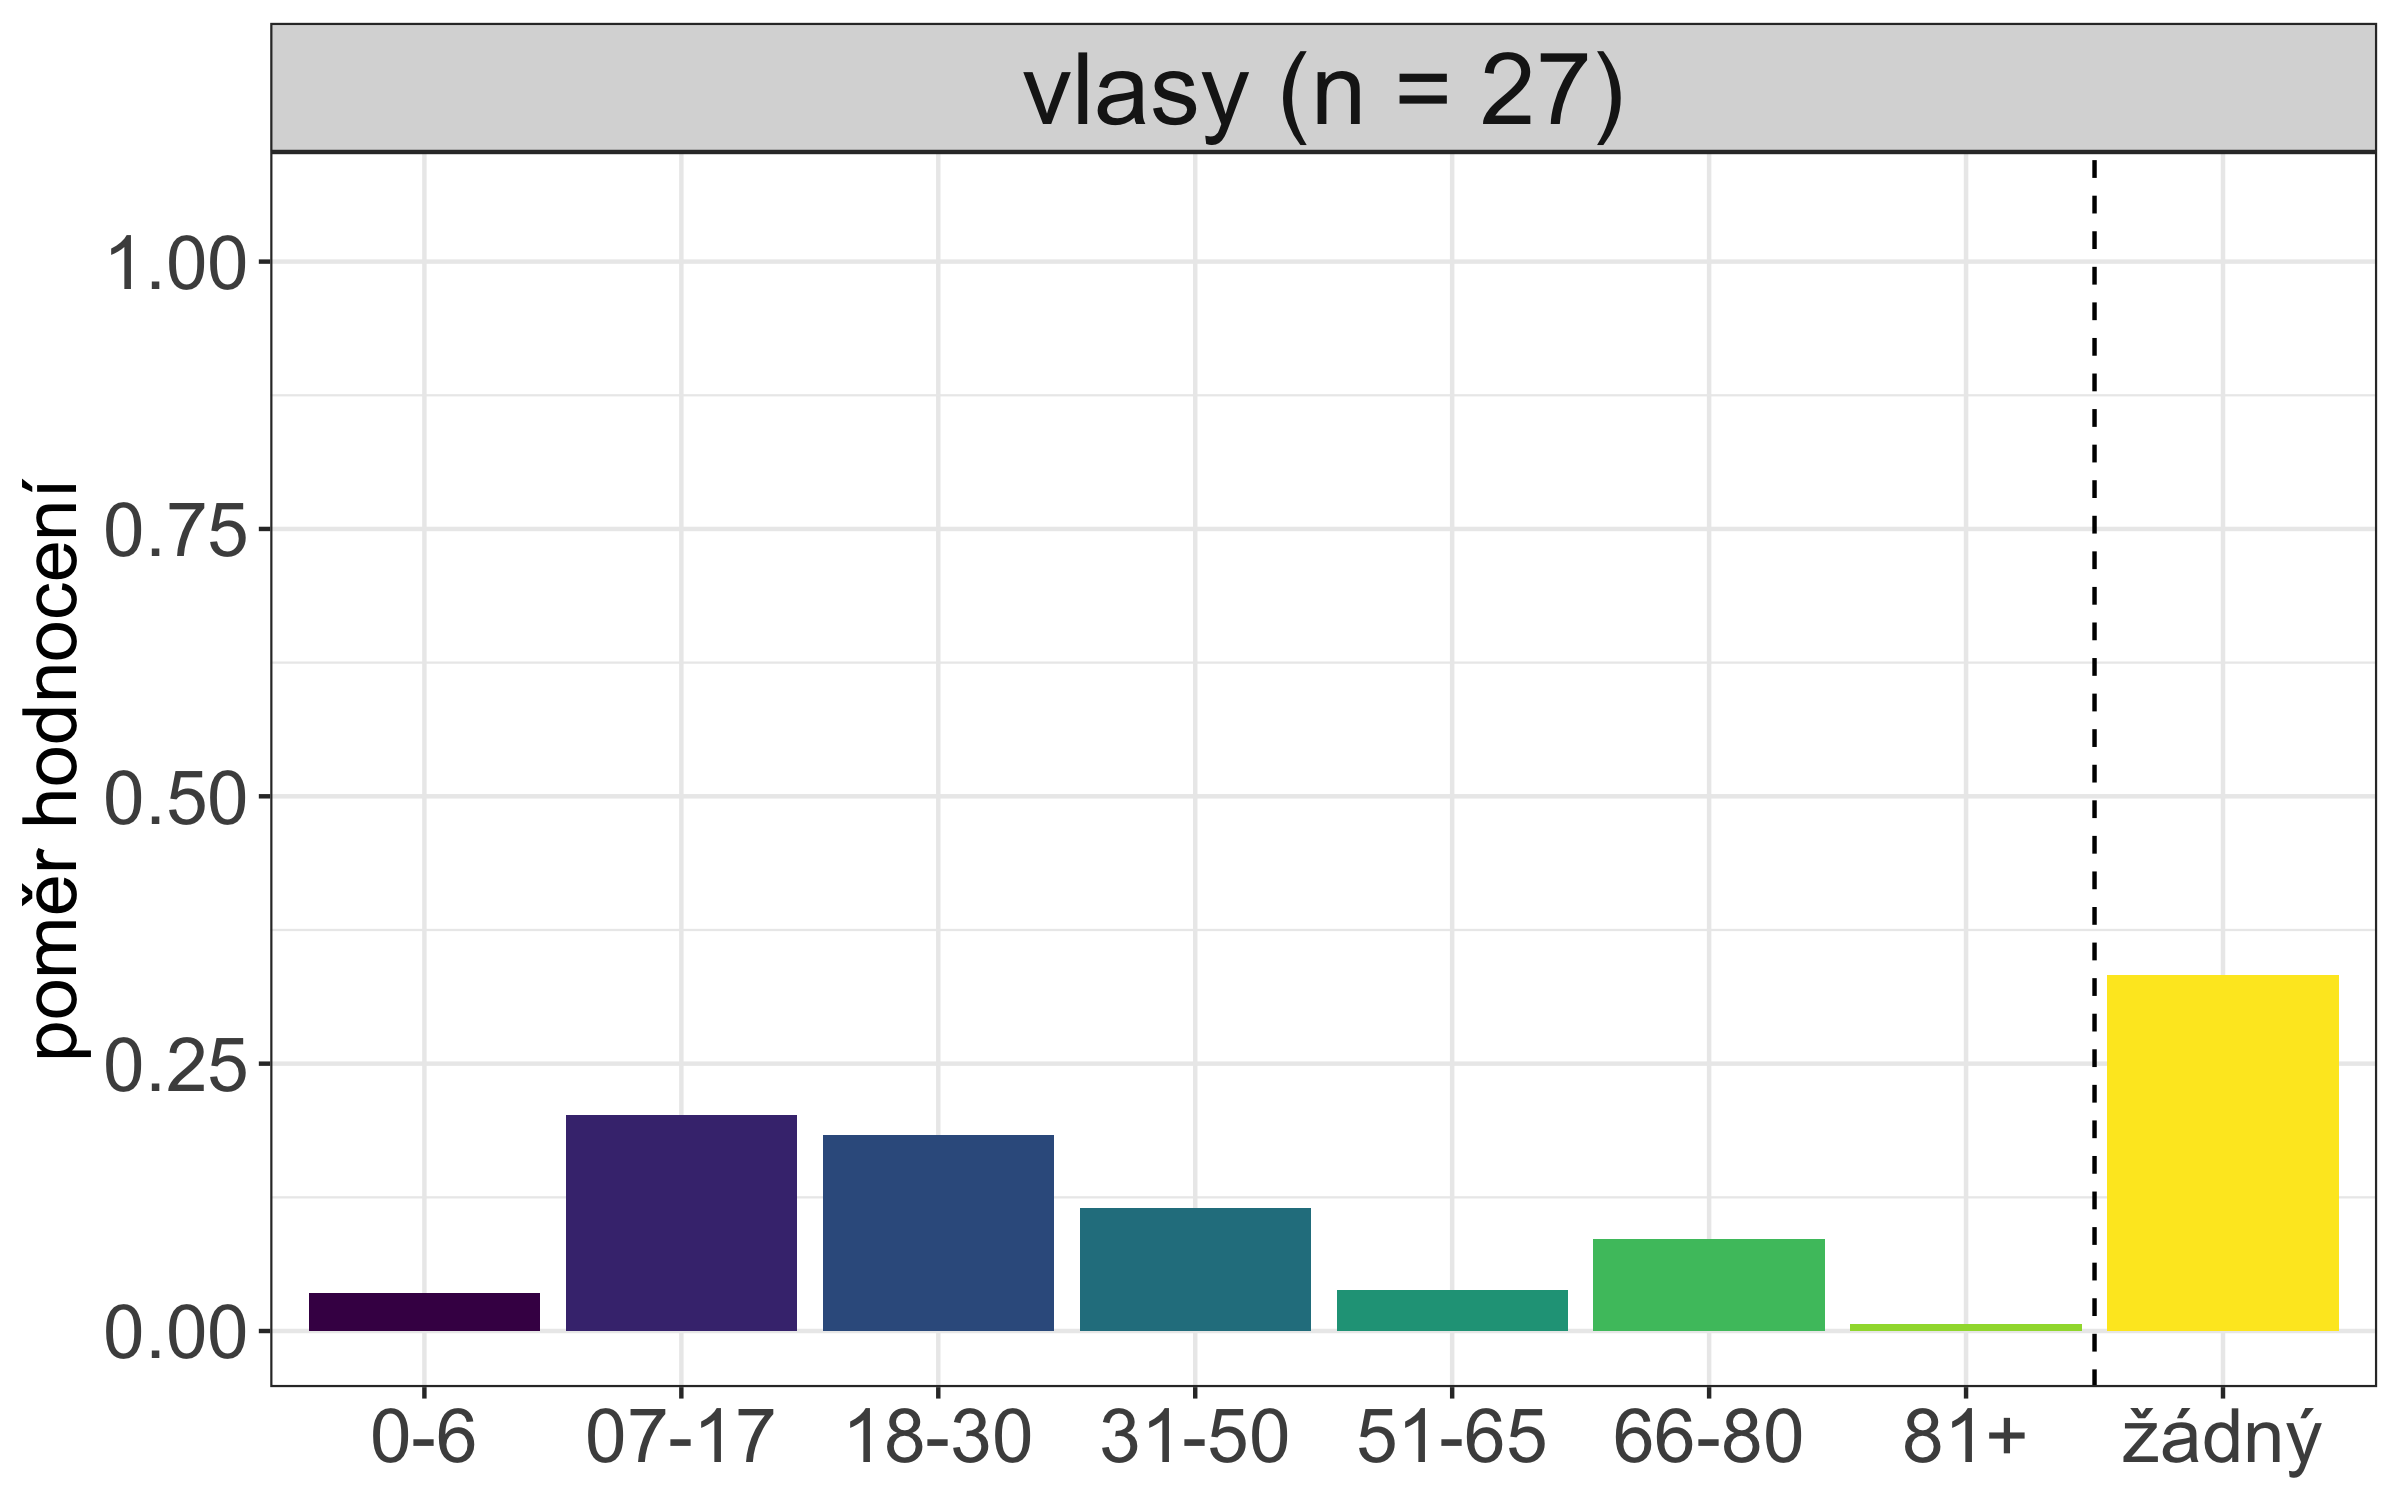 vlasy (n = 27)
poměr hodnocení
1.00
0.75
0.50
0.25
0.00
0-6 07-17 18-30 31-50 51-65 66-80 81+ žádný